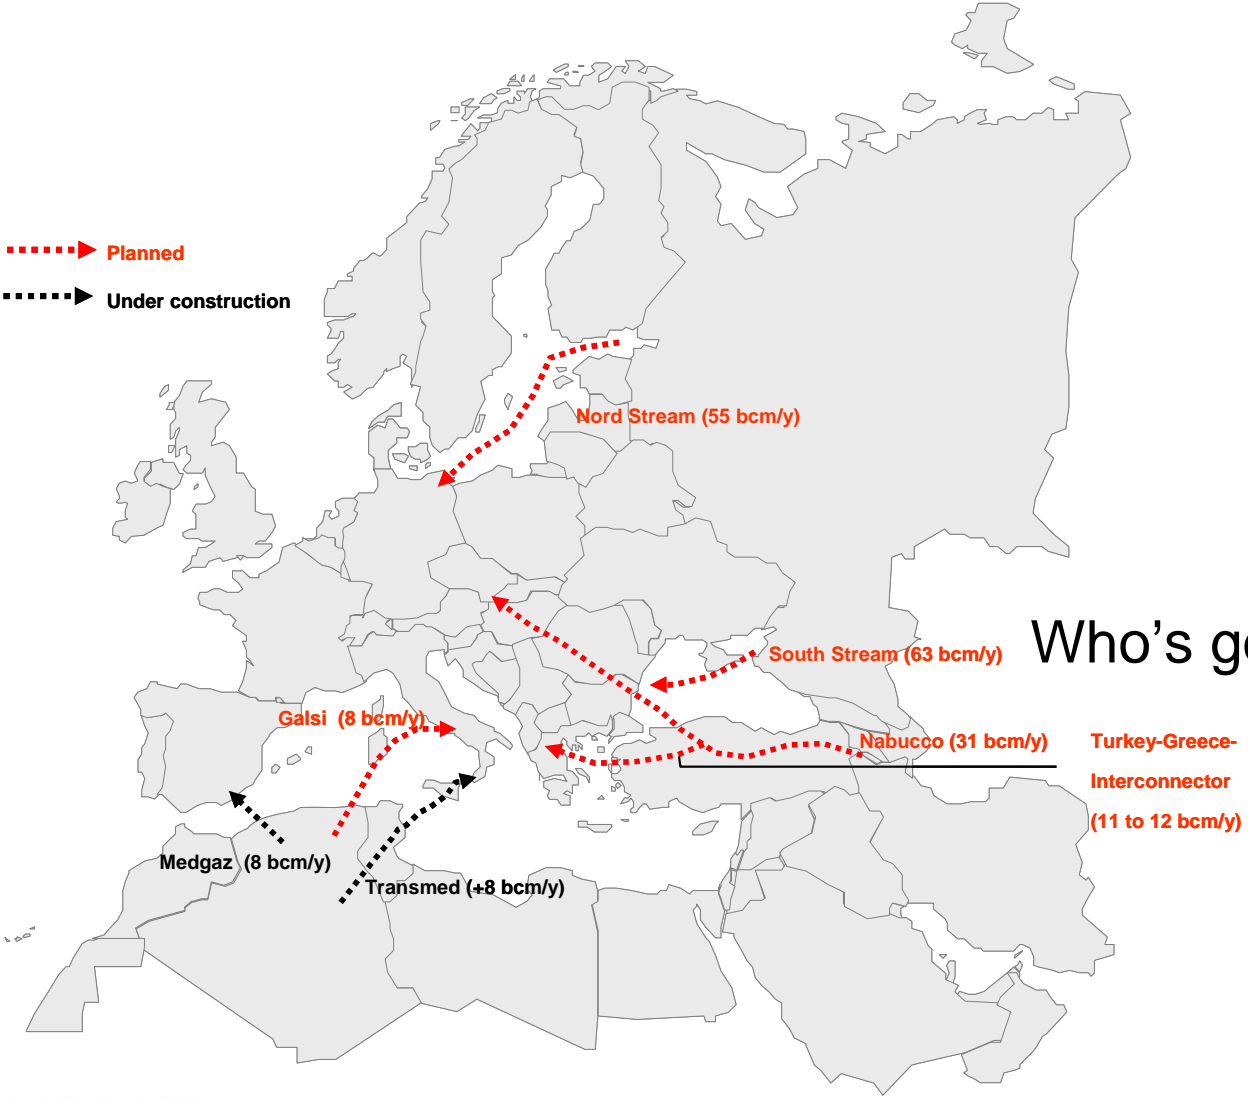 Planned
Under construction
Nord Stream (55 bcm/y)
Who's
South Stream (63 bcm/y)
Galsi (8 bcm/y)
Nabucco (31 bcm/y)
Turkey-Greece-
Interconnector
(11 to 12 bcm/y)
Medgaz (8 bcm/y)
Transmed (+8 bcm/y)